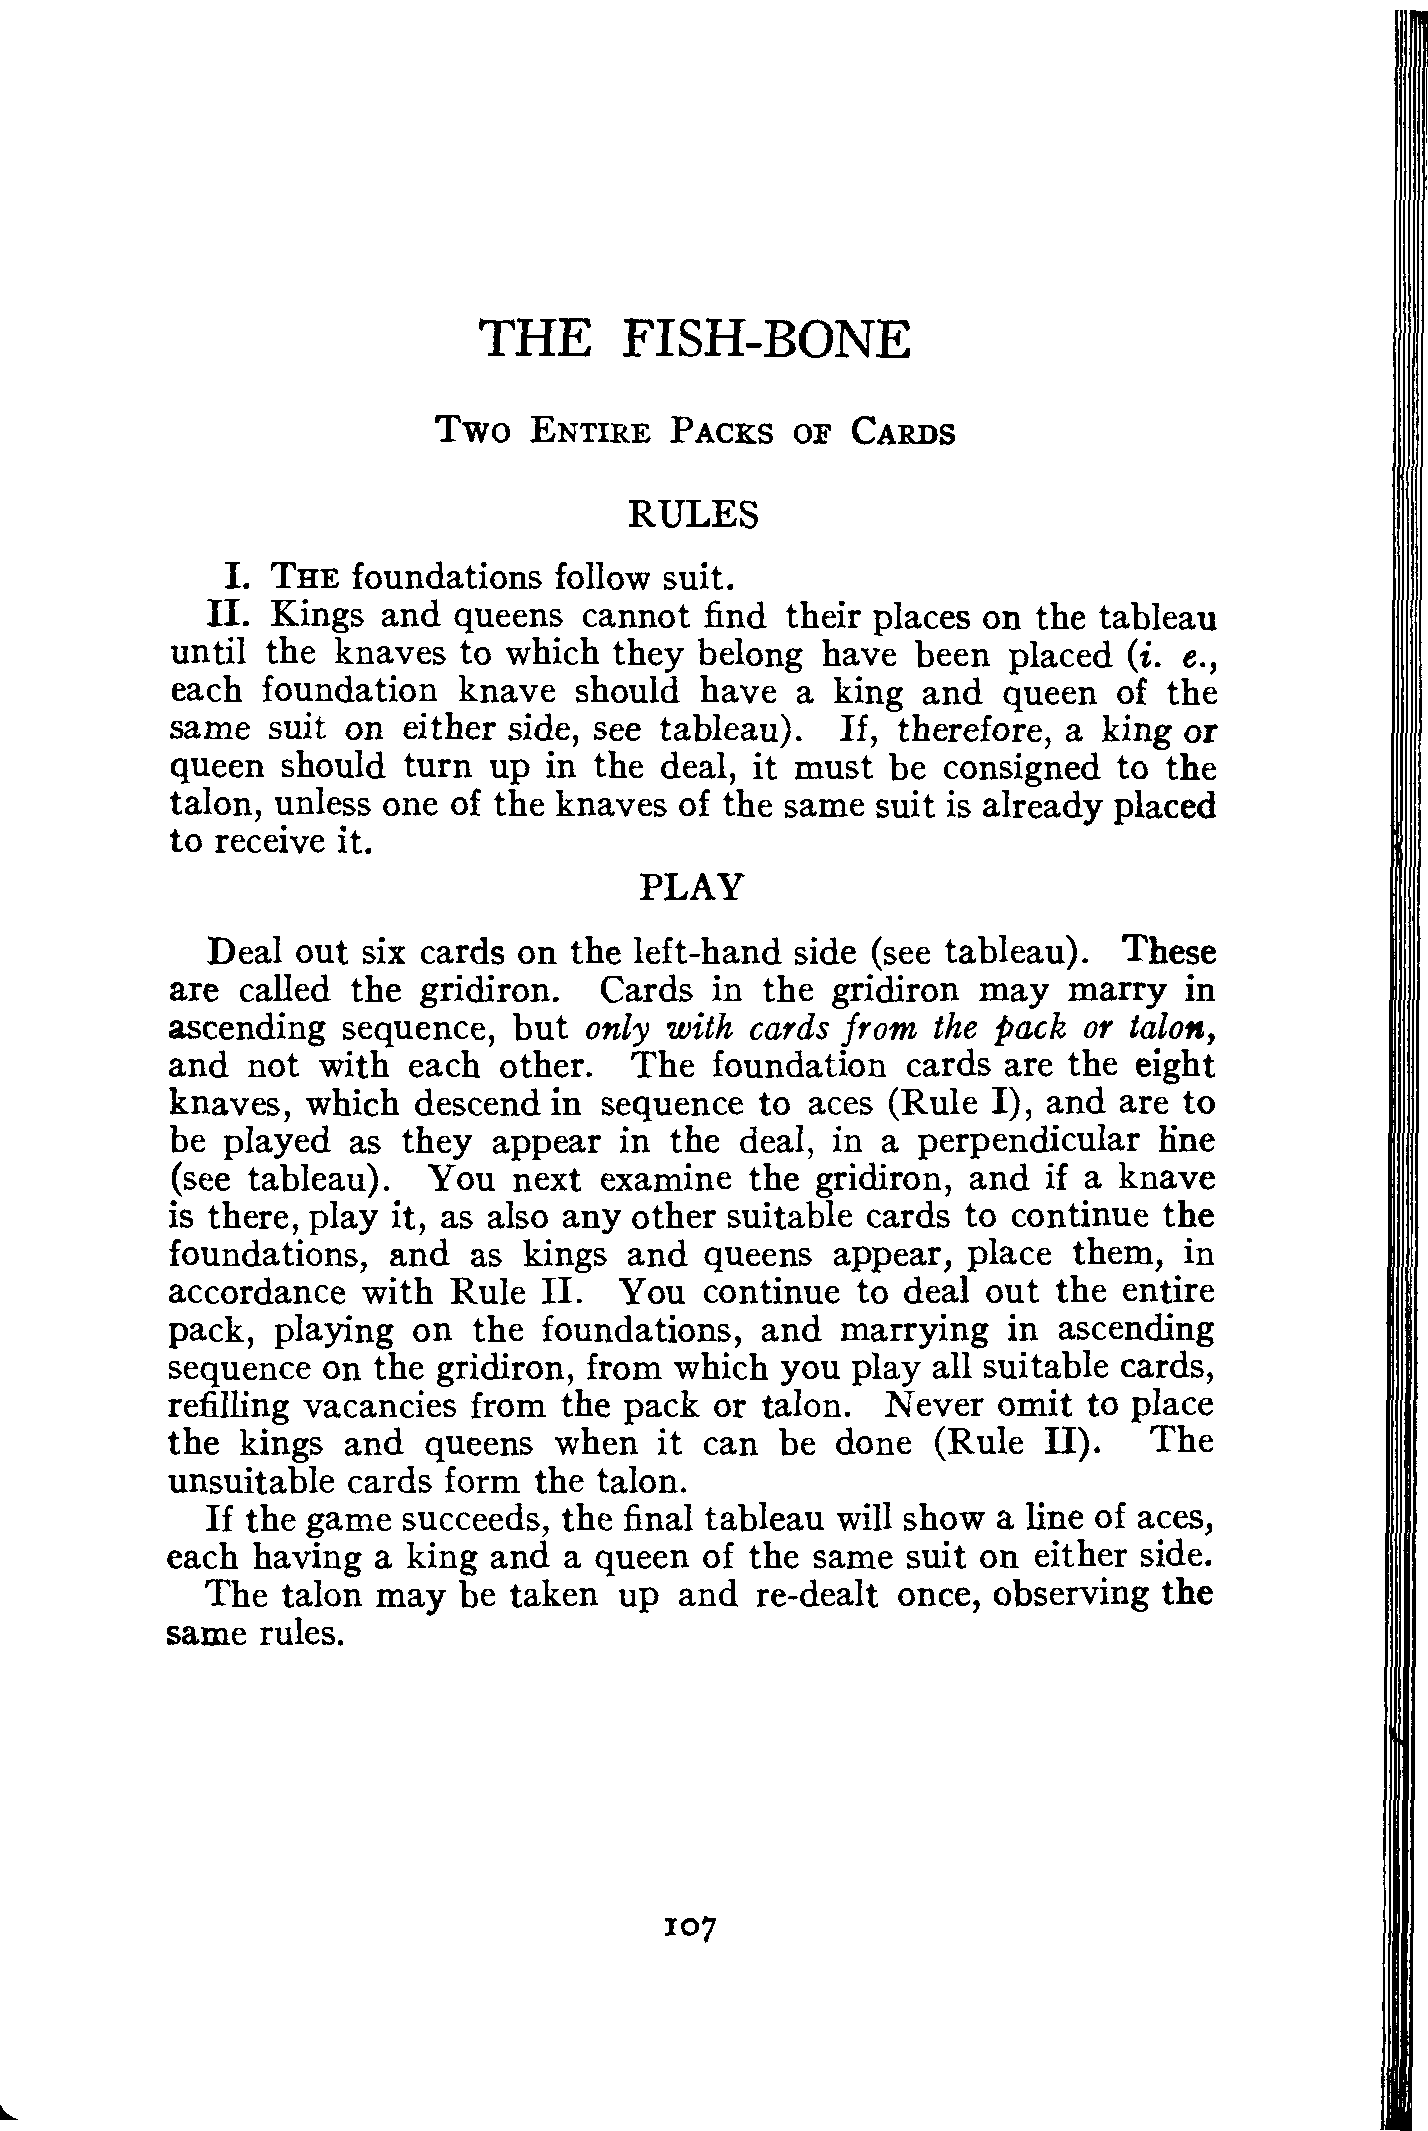 THE FISH-BONE
TWO ENTIRE PACKS OF CARDS
RULES
I. THE foundations follow suit.
II. Kings and queens cannot find their places on the tableau
until the knaves to which they belong have been placed (i. e.,
each foundation knave should have a king and queen of the
same suit on either side, see tableau). If, therefore, a king or
queen should turn up in the deal, it must be consigned to the
talon, unless one of the knaves of the same suit is already placed
to receive it.
PLAY
Deal out six cards on the left-hand side (see tableau). These
are called the gridiron. Cards in the gridiron may marry in
ascending sequence, but only with cards from the pack or talon,
and not with each other. The foundation cards are the eight
knaves, which descend in sequence to aces (Rule I), and are to
be played as they appear in the deal, in a perpendicular line
(see tableau). You next examine the gridiron, and if a knave
is there, play it, as also any other suitable cards to continue the
foundations, and as kings and queens appear, place them, in
accordance with Rule II. You continue to deal out the entire
pack, playing on the foundations, and marrying in ascending
sequence on the gridiron, from which you play all suitable cards,
refilling vacancies from the pack or talon. Never omit to place
the kings and queens when it can be done (Rule II). The
unsuitable cards form the talon.
If the game succeeds, the final tableau will show a line of aces,
each having a king and a queen of the same suit on either side.
The talon may be taken up and re-dealt once, observing the
same rules.
107